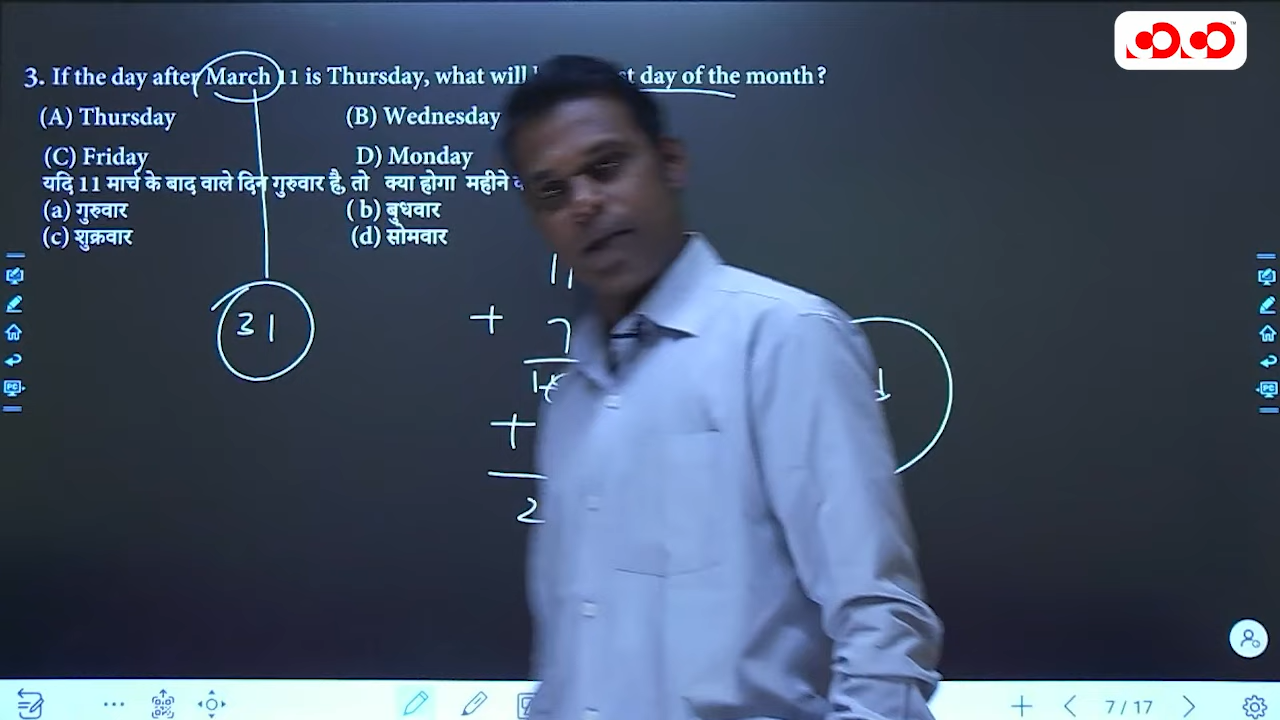 3. If the day after March 11 is Thursday, what will day of the month?
(A) Thursday (B) Wednesday
(C) Friday D) Monday
यदि 11 मार्च के बाद वाले दिन गुरुवार है, तो क्या होगा महीने
(a) गुरुवार ( b) बुधवार
(c) शुक्रवार (d) सोमवार
11
+ 7
31
+
2
7 / 17